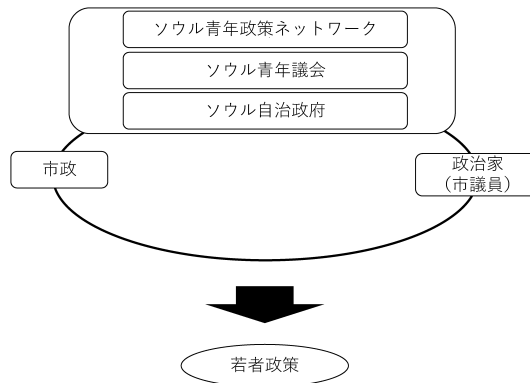 ソウル青年政策ネットワーク
ソウル青年議会
ソウル自治政府
市政
政治家
（市議員）
若者政策